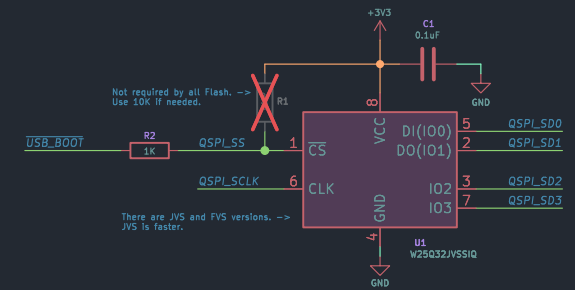 +3V3
C1
0.1uF
GND
Not required by all Flash. ->
Use 10K if needed.
R1
8
VCC
USB_BOOT
R2
1K
QSPI_SS
1
CS
DI(IO0)
5
QSPI_SD0
DO(IO1)
2
QSPI_SD1
QSPI_SCLK
6
CLK
IO2
3
QSPI_SD2
IO3
7
QSPI_SD3
There are JVS and FVS versions. ->
JVS is faster.
GND
4
U1
W25Q32JVSSIQ
GND